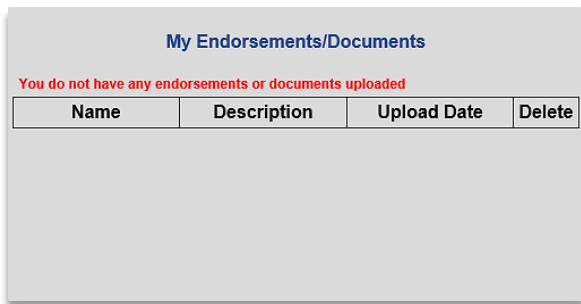 My Endorsements/Documents
You do not have any endorsements or documents uploaded
Name Description Upload Date Delete